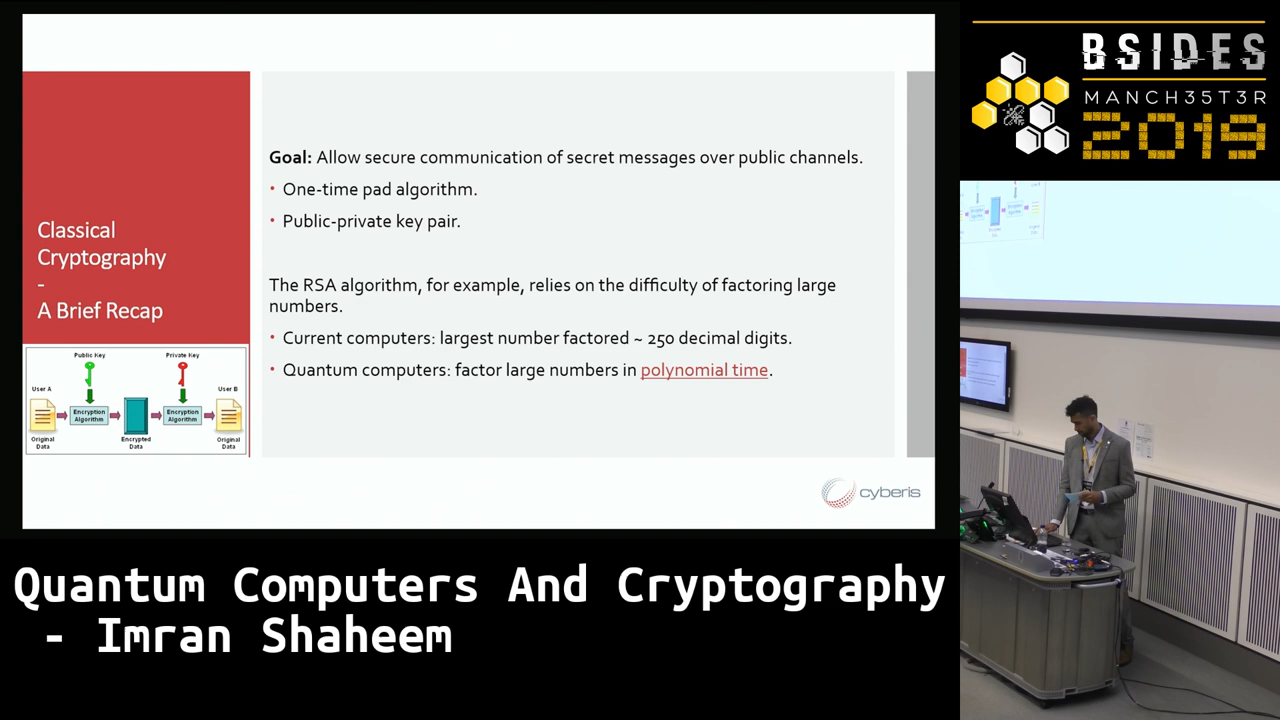 Classical
Cryptography
-
A Brief Recap
Public Key
Private Key
User A
User B
Encryption
Algorithm
Encryption
Algorithm
Original
Data
Encrypted
Data
Original
Data
Goal: Allow secure communication of secret messages over public channels.
• One-time pad algorithm.
• Public-private key pair.
The RSA algorithm, for example, relies on the difficulty of factoring large
numbers.
• Current computers: largest number factored ~ 250 decimal digits.
• Quantum computers: factor large numbers in polynomial time.
cyberis
BSIDES
MANCH35T3R
2019
Quantum Computers And Cryptography
- Imran Shaheem